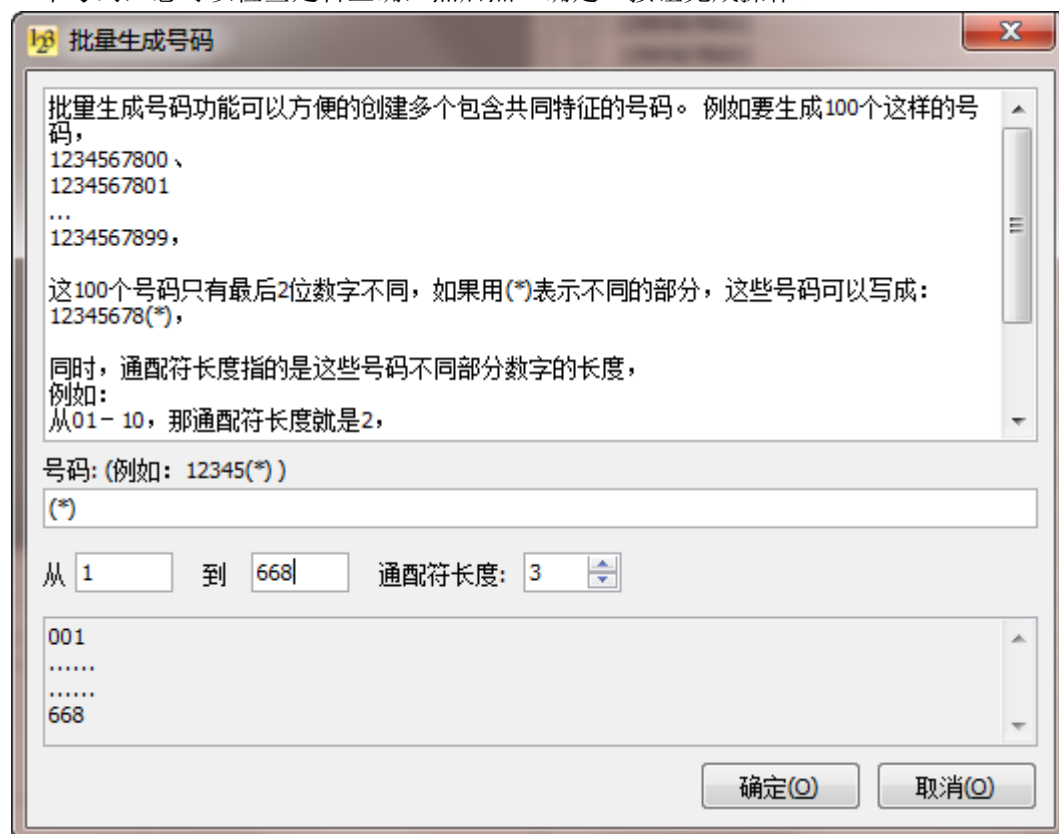 批量生成号码
批里生成号码功能可以方便的创建多个包含共同特征的号码。 例如要生成100个这样的号
码，
1234567800、
1234567801
...
1234567899，
这100个号码只有最后2位数字不同，如果用(*)表示不同的部分，这些号码可以写成：
12345678(*)，
同时，通配符长度指的是这些号码不同部分数字的长度，
例如：
从01- 10，那通配符长度就是2，
号码: (例如：12345(*) )
(*)
从 1 到 668 通配符长度: 3
001
......
......
668
确定(O) 取消(O)